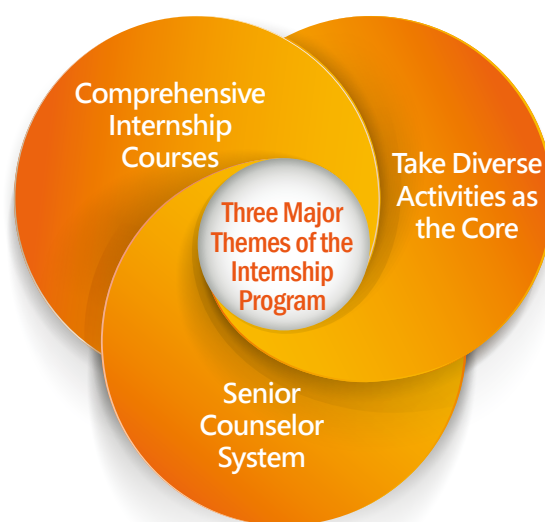 Comprehensive
Internship
Courses
Take Diverse
Activities as
the Core
Three Major
Themes of the
Internship
Program
Senior
Counselor
System